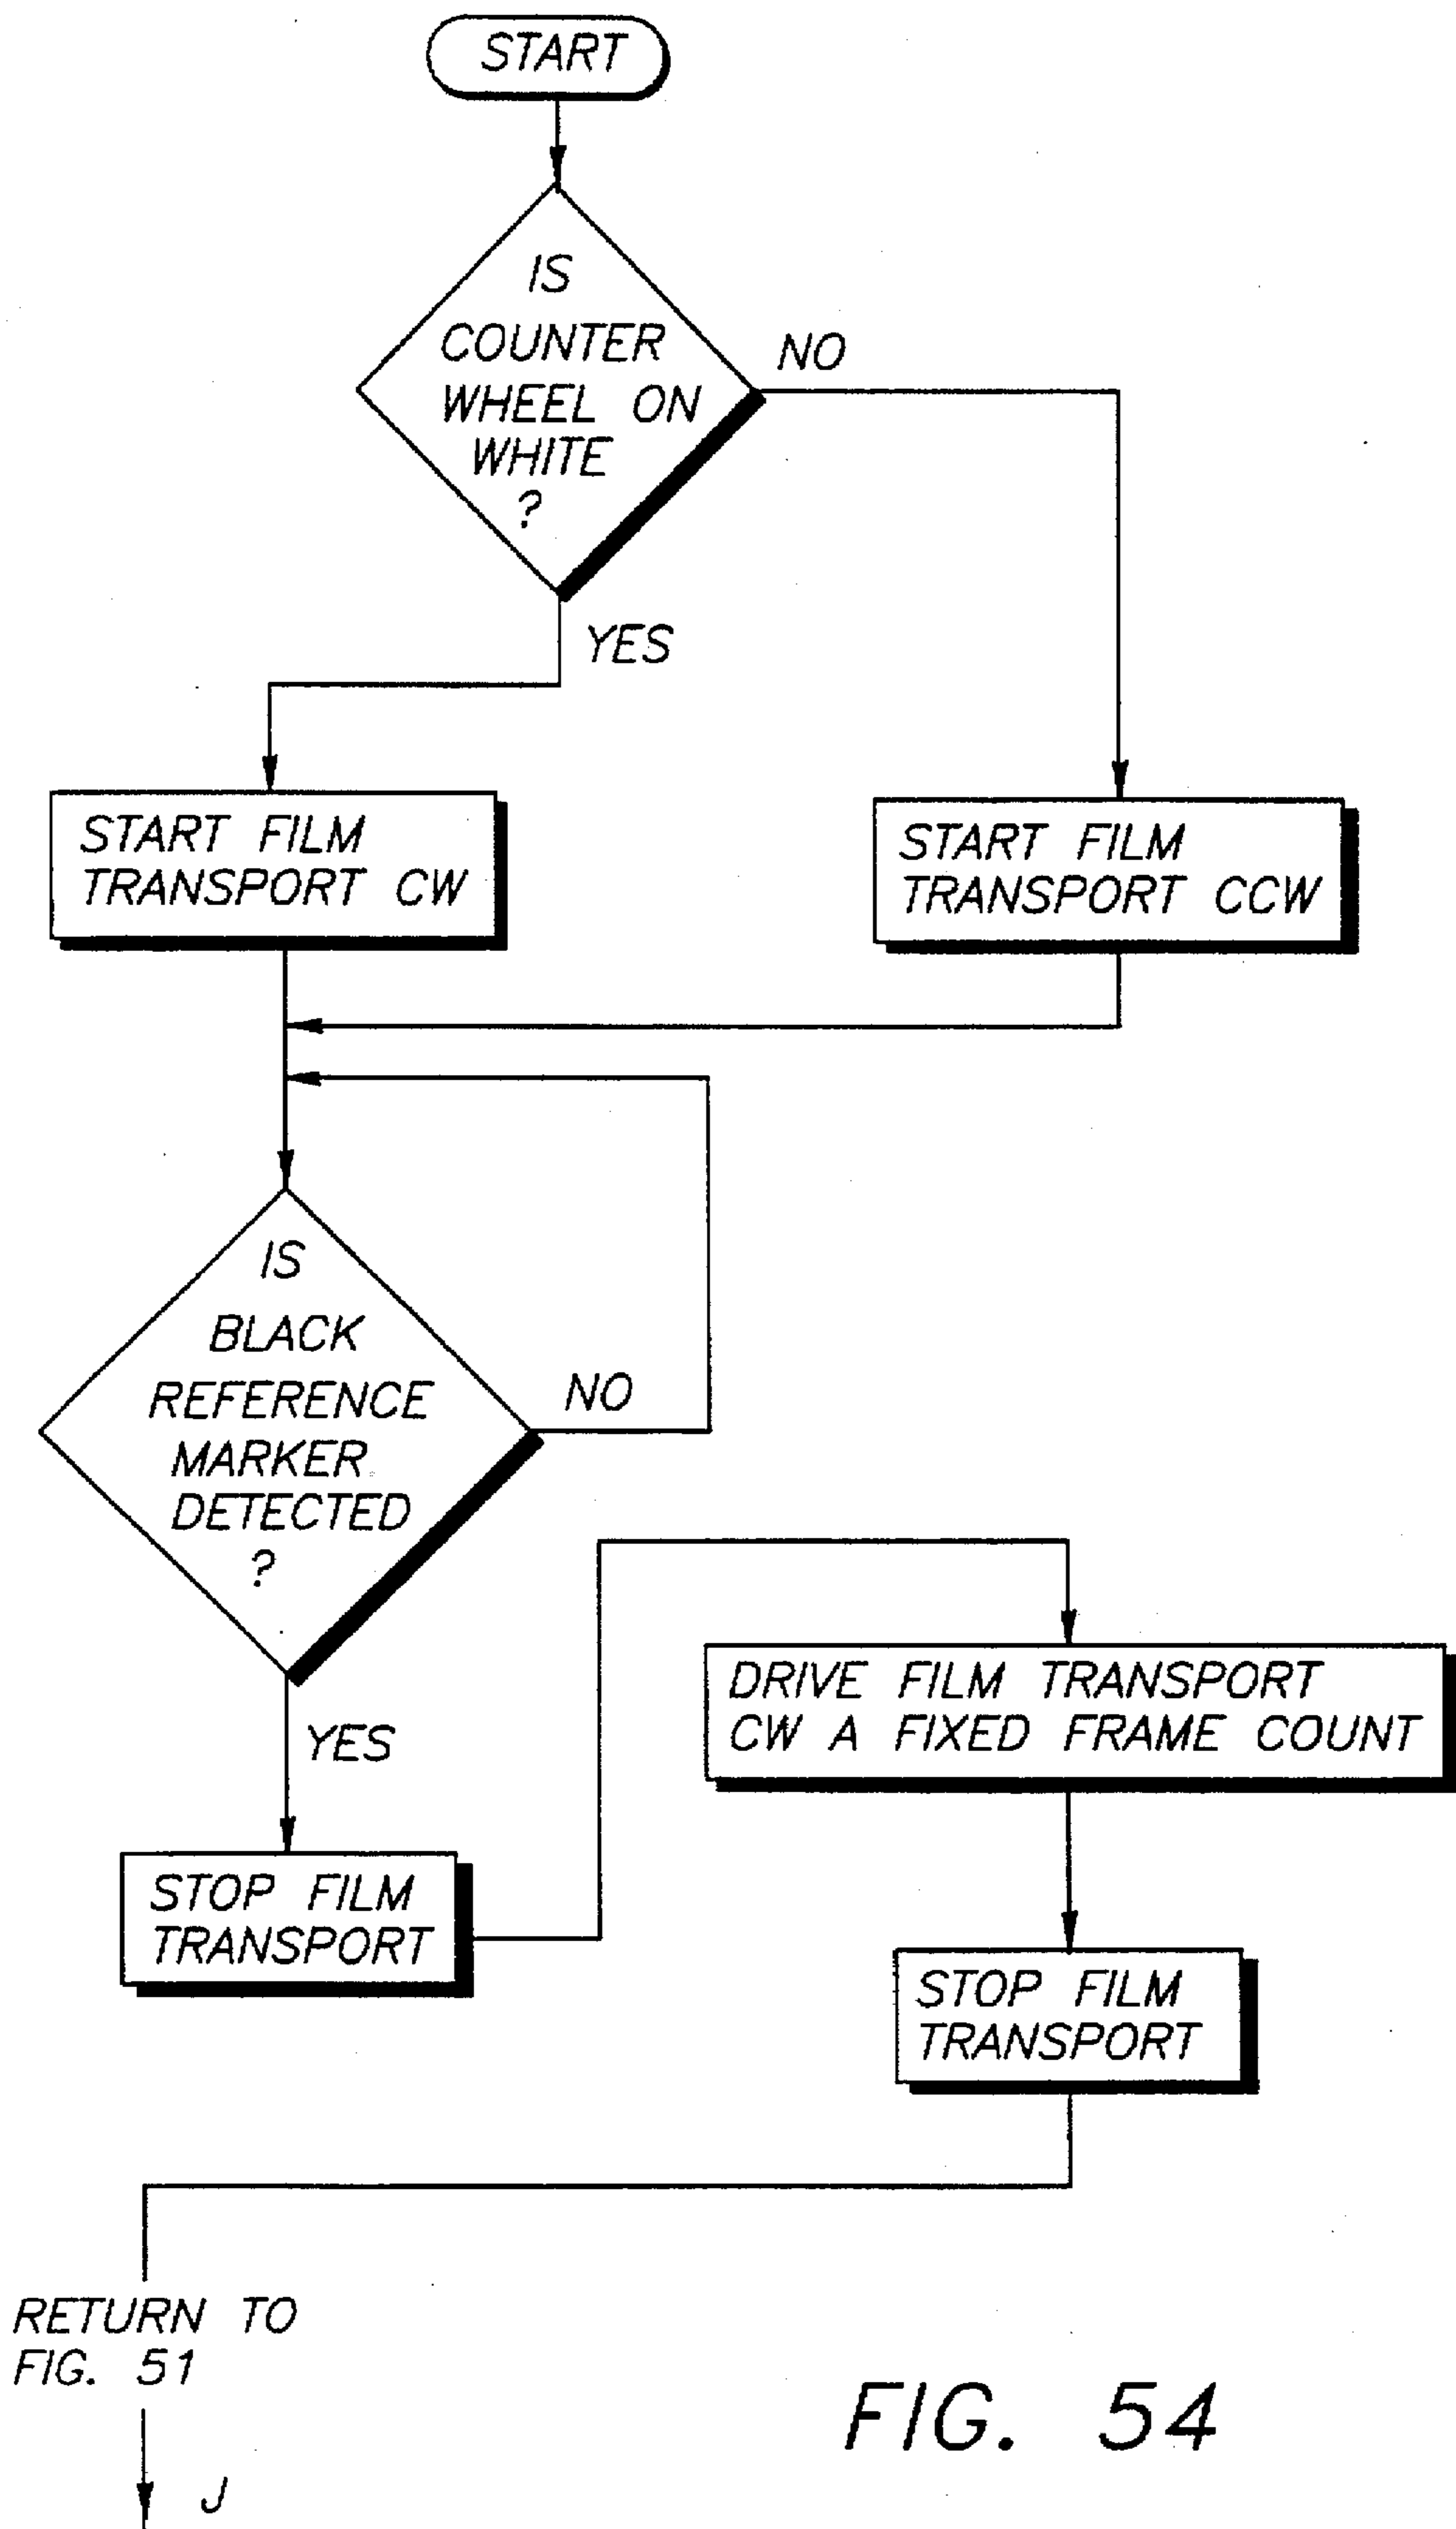 START
IS
COUNTER
WHEEL ON
WHITE
?
NO
YES
START FILM
TRANSPORT CW
START FILM
TRANSPORT CCW
IS
BLACK
REFERENCE
MARKER
DETECTED
?
NO
YES
STOP FILM
TRANSPORT
DRIVE FILM TRANSPORT
CW A FIXED FRAME COUNT
STOP FILM
TRANSPORT
RETURN TO
FIG. 51
J
FIG. 54